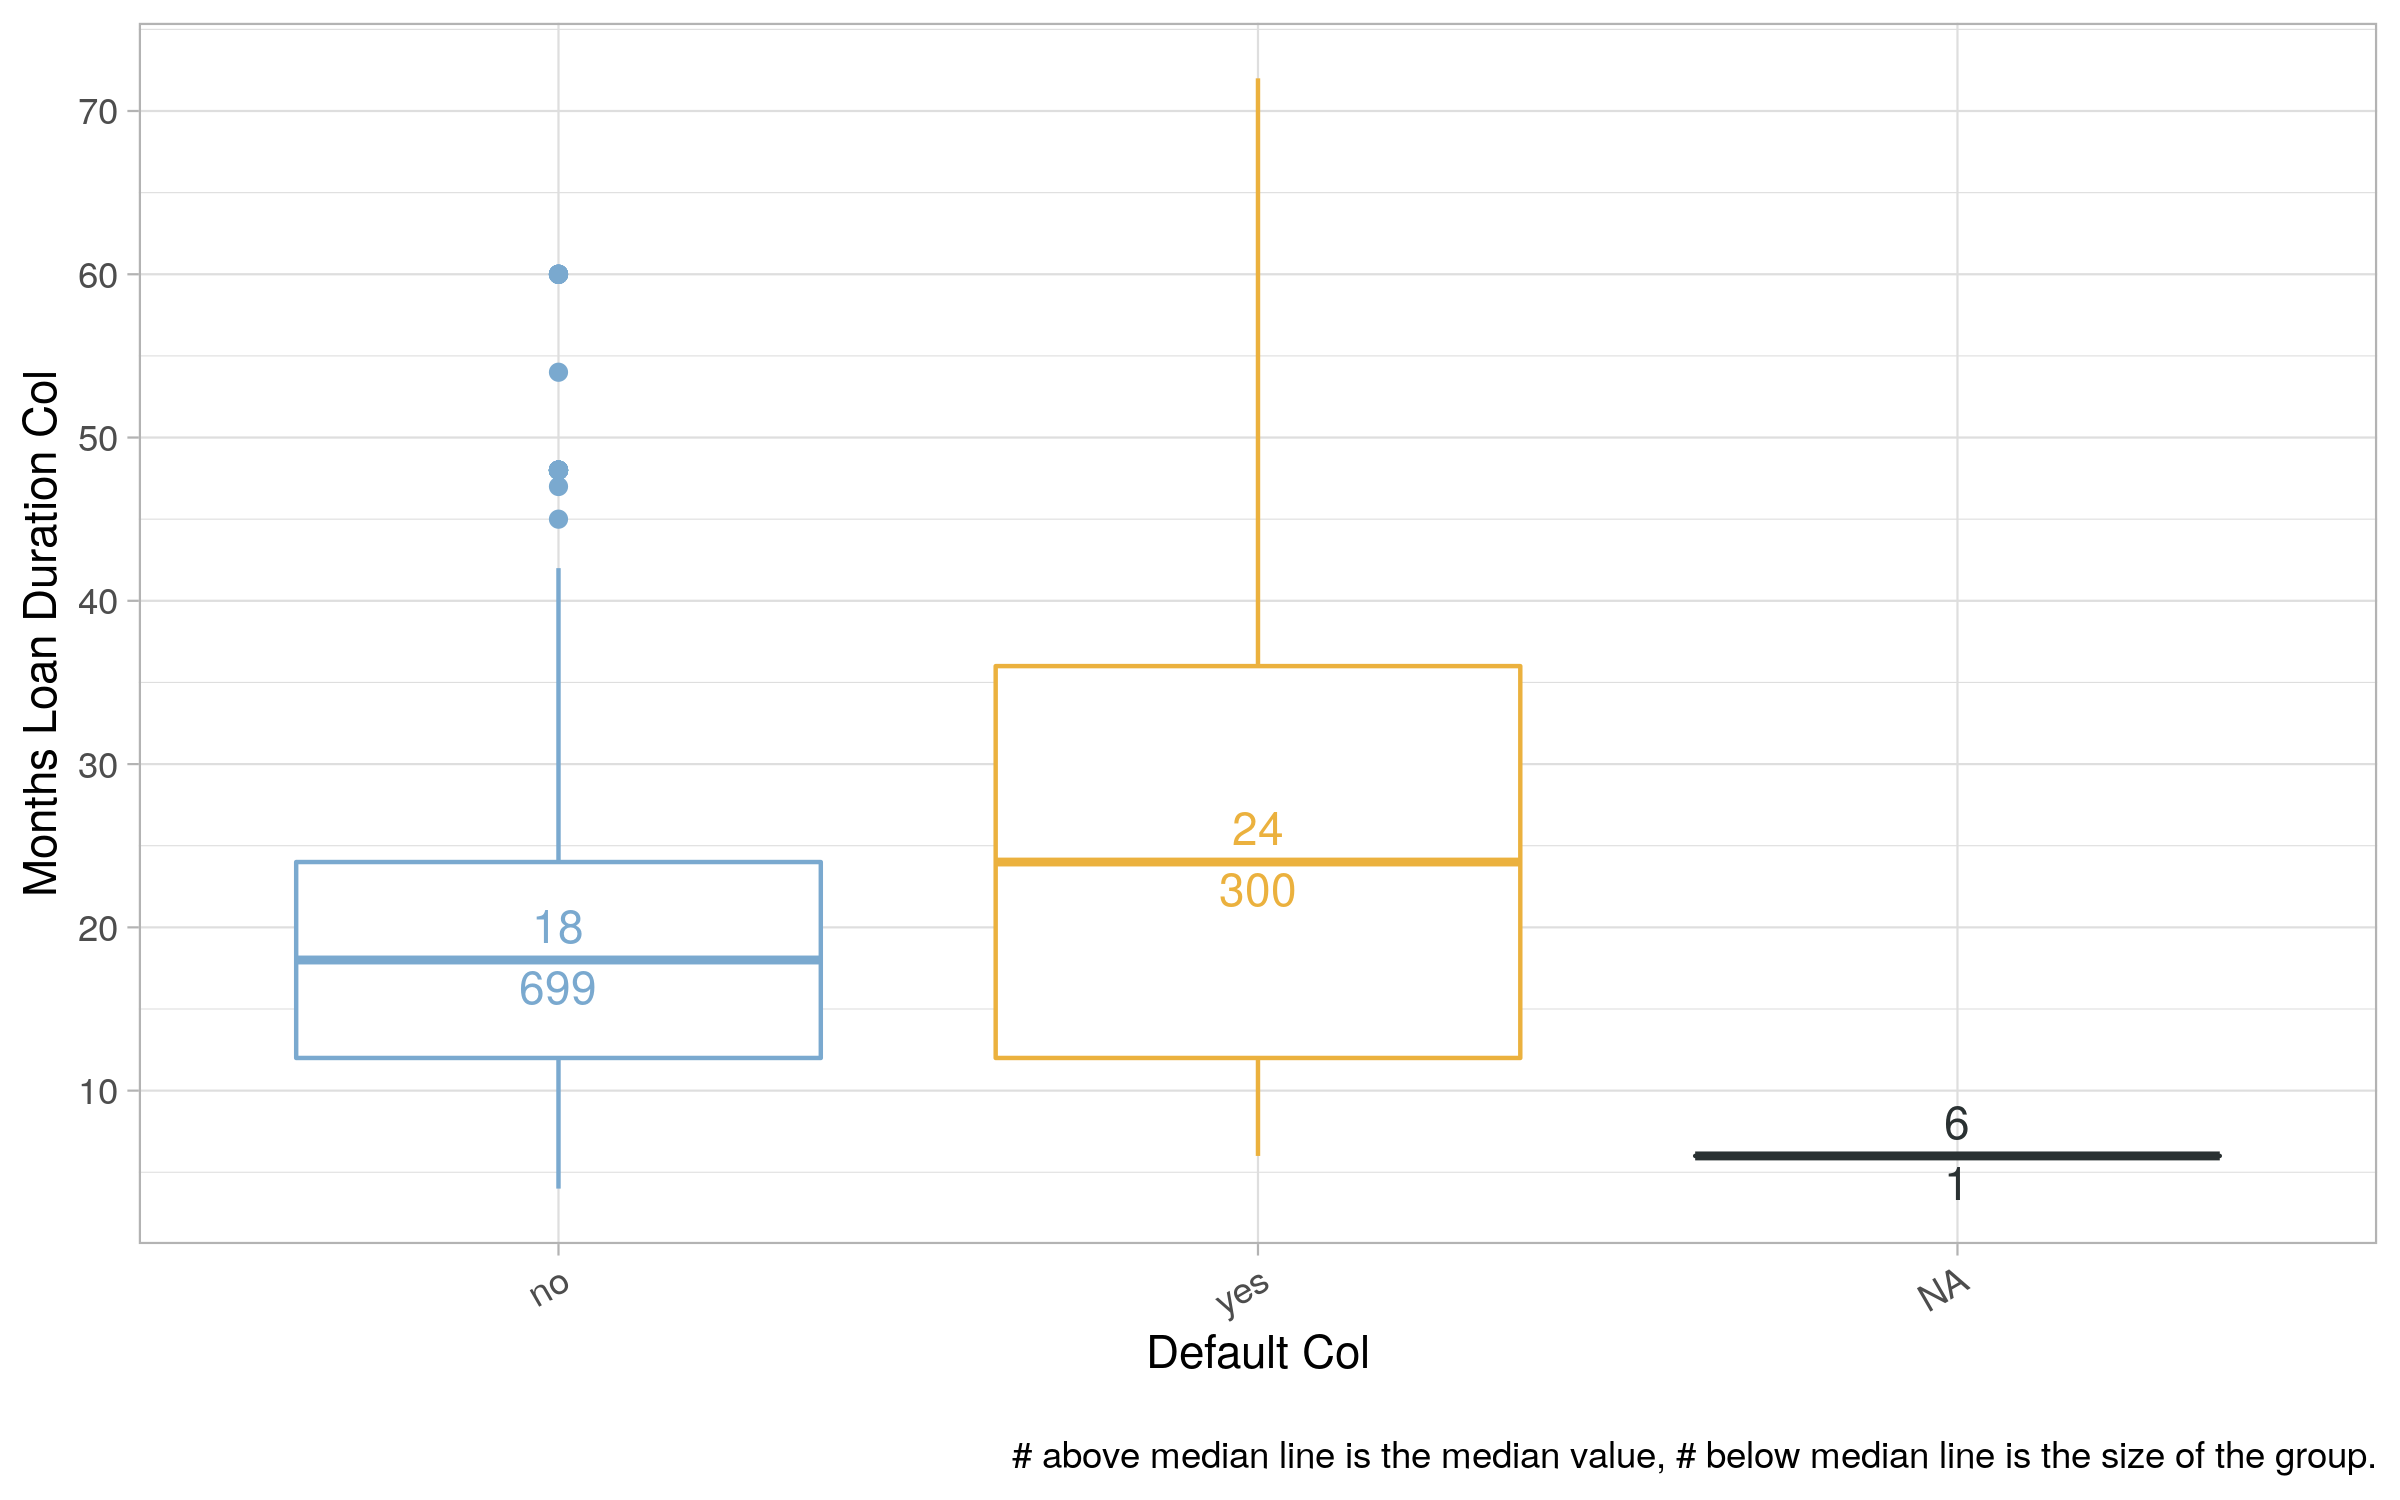 Months Loan Duration Col
70
60
50
40
30
20
10
18
699
24
300
6
1
no
yes
NA
Default Col
# above median line is the median value, # below median line is the size of the group.